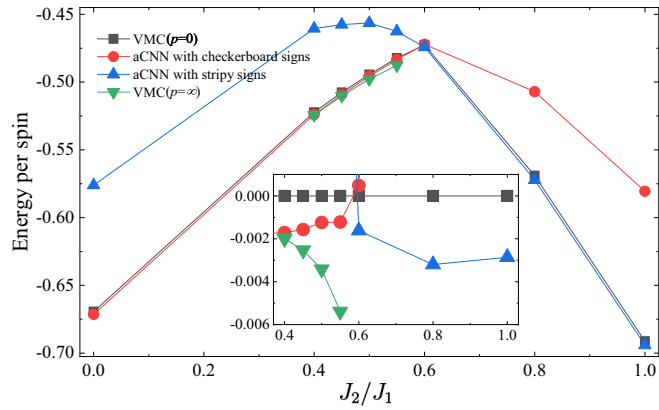 -0.45
-0.50
-0.55
-0.60
-0.65
-0.70
Energy per spin
VMC(p=0)
aCNN with checkerboard signs
aCNN with stripy signs
VMC(p=∞)
0.000
-0.002
-0.004
-0.006
0.4 0.6 0.8 1.0
0.0 0.2 0.4 0.6 0.8 1.0
J₂/J₁